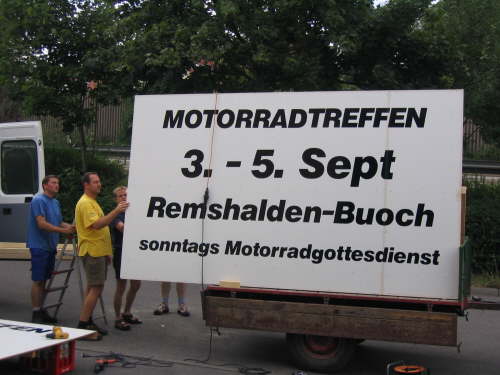 MOTORRADTREFFEN
3. - 5. Sept
Remshalden-Buoch
sonntags Motorradgottesdienst